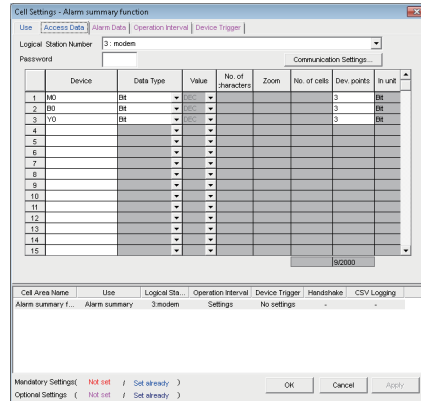 Cell Settings - Alarm summary function
Use Access Data Alarm Data Operation Interval Device Trigger
Logical Station Number 3 : modem
Password Communication Settings...
Device Data Type Value No. of characters Zoom No. of cells Dev. points In unit
1 M0 Bit DEC 3 Bit
2 B0 Bit DEC 3 Bit
3 Y0 Bit DEC 3 Bit
4
5
6
7
8
9
10
11
12
13
14
15
9/2000
Cell Area Name Use Logical Sta... Operation Interval Device Trigger Handshake CSV Logging
Alarm summary f... Alarm summary 3:modem Settings No settings - -
Mandatory Settings( Not set / Set already )
Optional Settings ( Not set / Set already )
OK Cancel Apply